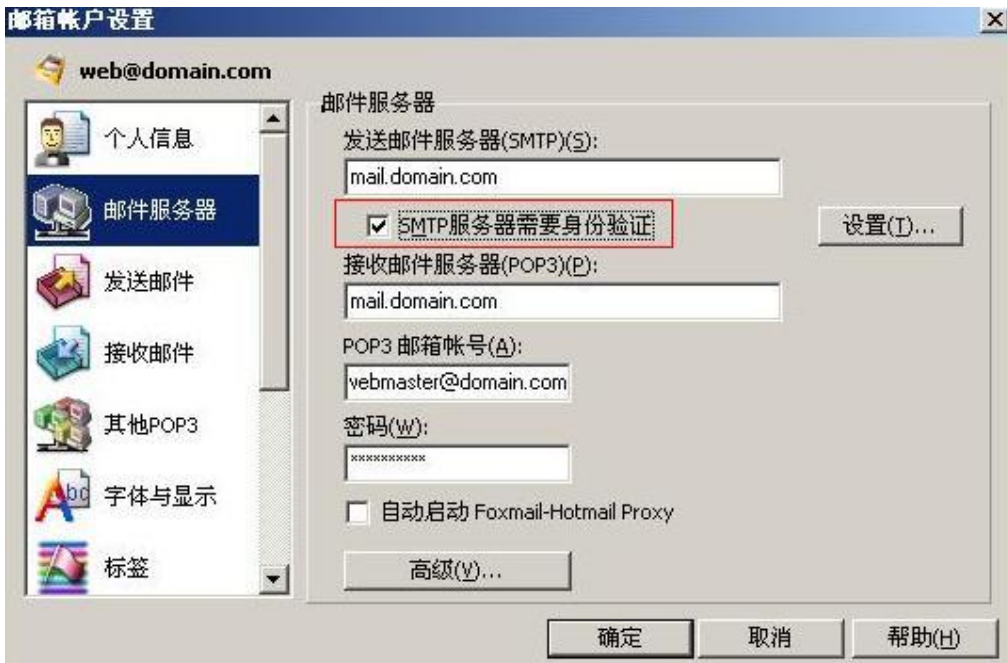 邮箱帐户设置
web@domain.com
个人信息
邮件服务器
发送邮件
接收邮件
其他POP3
字体与显示
标签
邮件服务器
发送邮件服务器(SMTP)(S):
mail.domain.com
SMTP服务器需要身份验证
设置(T)...
接收邮件服务器(POP3)(P):
mail.domain.com
POP3 邮箱帐号(A):
vebmaster@domain.com
密码(W):
**********
自动启动 Foxmail-Hotmail Proxy
高级(V)...
确定
取消
帮助(H)